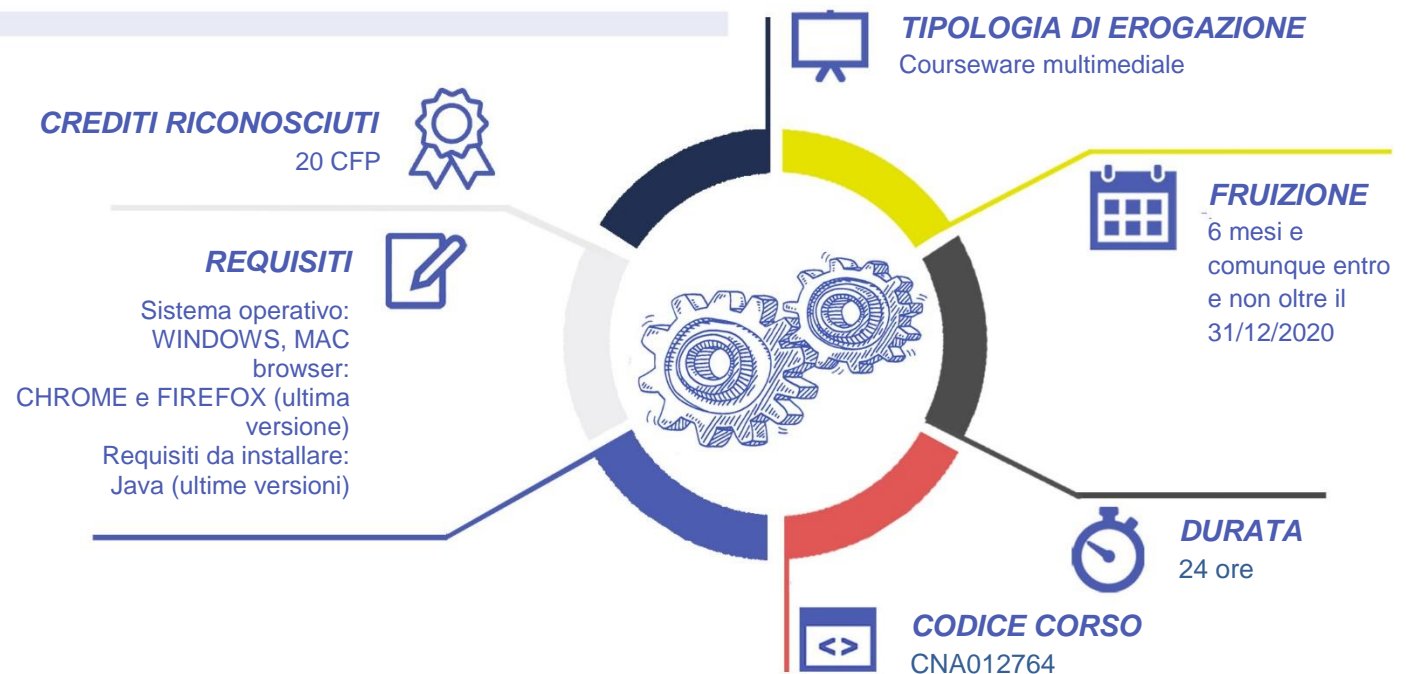 TIPOLOGIA DI EROGAZIONE
Courseware multimediale
CREDITI RICONOSCIUTI
20 CFP
FRUIZIONE
6 mesi e
comunque entro
e non oltre il
31/12/2020
REQUISITI
Sistema operativo:
WINDOWS, MAC
browser:
CHROME e FIREFOX (ultima
versione)
Requisiti da installare:
Java (ultime versioni)
DURATA
24 ore
<>
CODICE CORSO
CNA012764